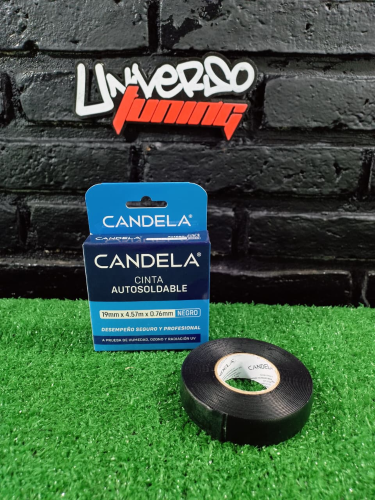 UNIVERSO
TUNING
CANDELA®
CANDELA®
CINTA
AUTOSOLDABLE
19mm x 4.57m x 0.76mm NEGRO
DESEMPEÑO SEGURO Y PROFESIONAL
A PRUEBA DE HUMEDAD, OZONO Y RADIACIÓN UV
CANDELA
CANDEL